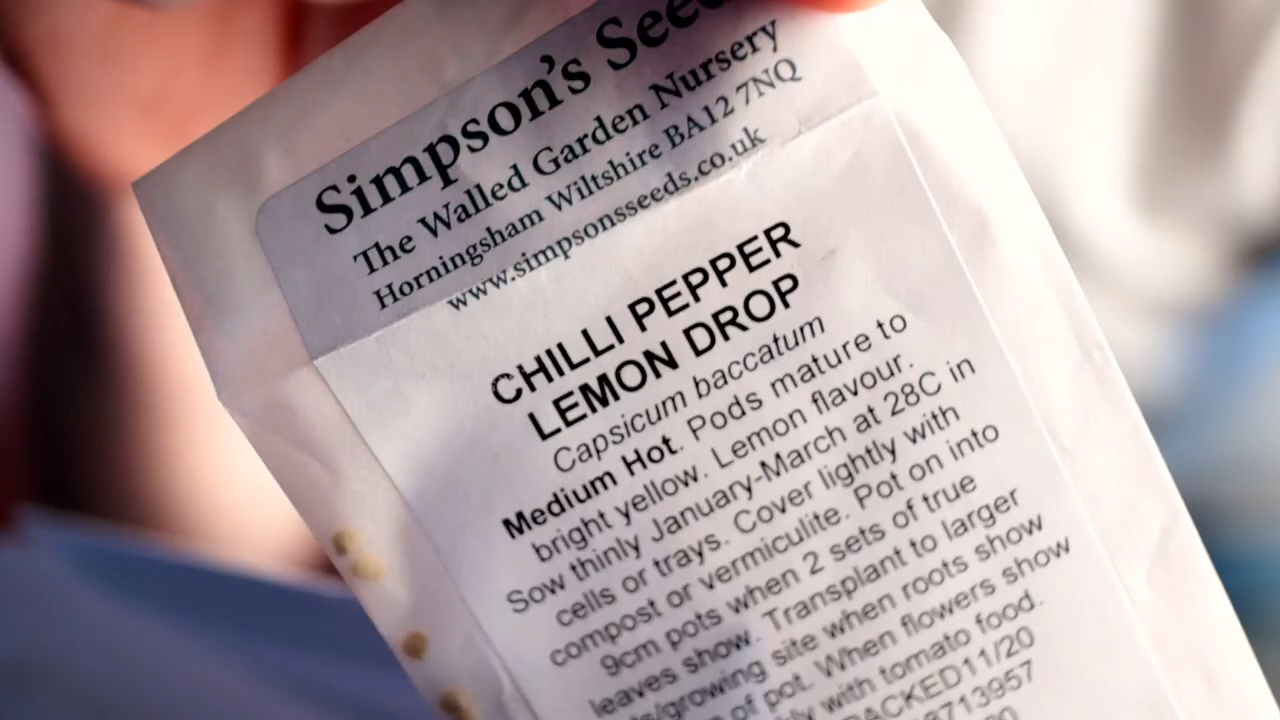 Simpson's Seeds
The Walled Garden Nursery
Horningsham Wiltshire BA12 7NQ
www.simpsonsseeds.co.uk
CHILLI PEPPER
LEMON DROP
Capsicum baccatum
Medium Hot. Pods mature to
bright yellow. Lemon flavour.
Sow thinly January-March at 28C in
cells or trays. Cover lightly with
compost or vermiculite. Pot on into
9cm pots when 2 sets of true
leaves show. Transplant to larger
growing site when roots show
of pot. When flowers show
with tomato food.
PACKED11/20
8713957